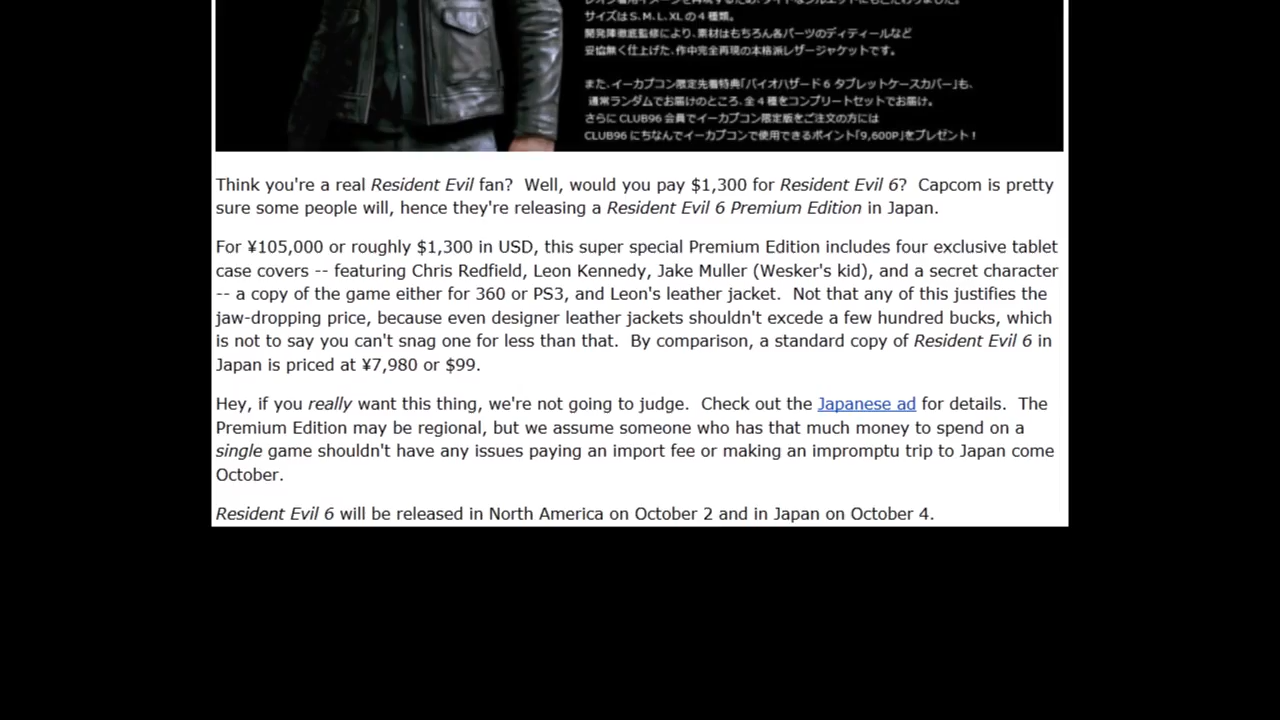 サイズはS、M、L、XLの4種類。
開発陣徹底監修により、素材はもちろん各パーツのディティールなど
妥協無く仕上げた、作中完全再現の本格派レザージャケットです。
また、イーカプコン限定先着特典「バイオハザード6 タブレットケースカバー」も、
通常ランダムでお届けのところ、全4種をコンプリートセットでお届け。
さらに CLUB96 会員でイーカプコン限定版をご注文の方には
CLUB96 にちなんでイーカプコンで使用できるポイント「9,600P」をプレゼント！
Think you're a real Resident Evil fan?  Well, would you pay $1,300 for Resident Evil 6?  Capcom is pretty
sure some people will, hence they're releasing a Resident Evil 6 Premium Edition in Japan.
For ¥105,000 or roughly $1,300 in USD, this super special Premium Edition includes four exclusive tablet
case covers -- featuring Chris Redfield, Leon Kennedy, Jake Muller (Wesker's kid), and a secret character
-- a copy of the game either for 360 or PS3, and Leon's leather jacket.  Not that any of this justifies the
jaw-dropping price, because even designer leather jackets shouldn't excede a few hundred bucks, which
is not to say you can't snag one for less than that.  By comparison, a standard copy of Resident Evil 6 in
Japan is priced at ¥7,980 or $99.
Hey, if you really want this thing, we're not going to judge.  Check out the Japanese ad for details.  The
Premium Edition may be regional, but we assume someone who has that much money to spend on a
single game shouldn't have any issues paying an import fee or making an impromptu trip to Japan come
October.
Resident Evil 6 will be released in North America on October 2 and in Japan on October 4.